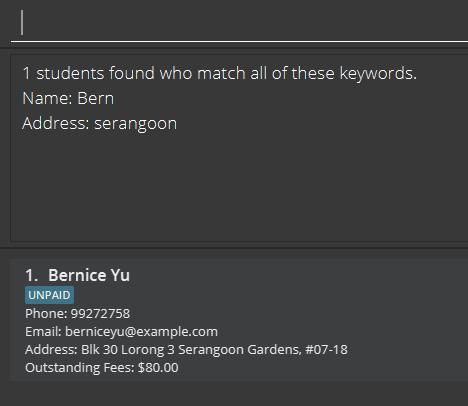 1 students found who match all of these keywords.
Name: Bern
Address: serangoon
1. Bernice Yu
UNPAID
Phone: 99272758
Email: berniceyu@example.com
Address: Blk 30 Lorong 3 Serangoon Gardens, #07-18
Outstanding Fees: $80.00